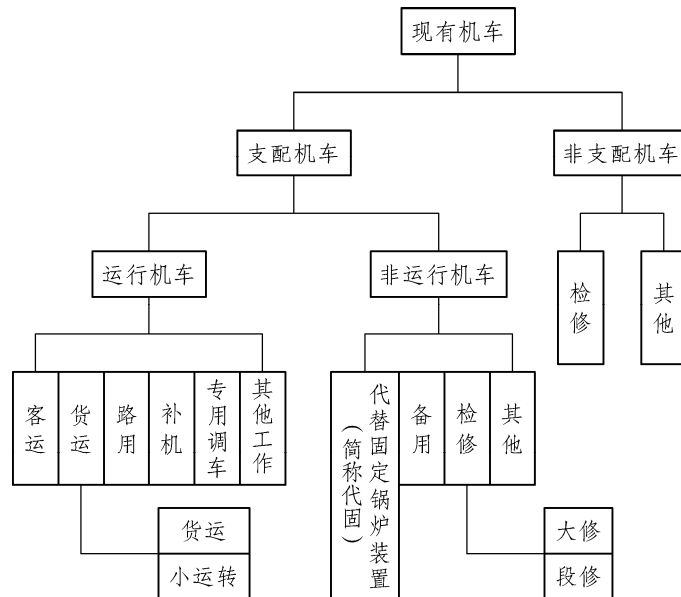 现有机车
支配机车
非支配机车
运行机车
非运行机车
检修
其他
客运
货运
路用
补机
专用调车
其他工作
代替固定锅炉装置
（简称代固）
备用
检修
其他
货运
小运转
大修
段修